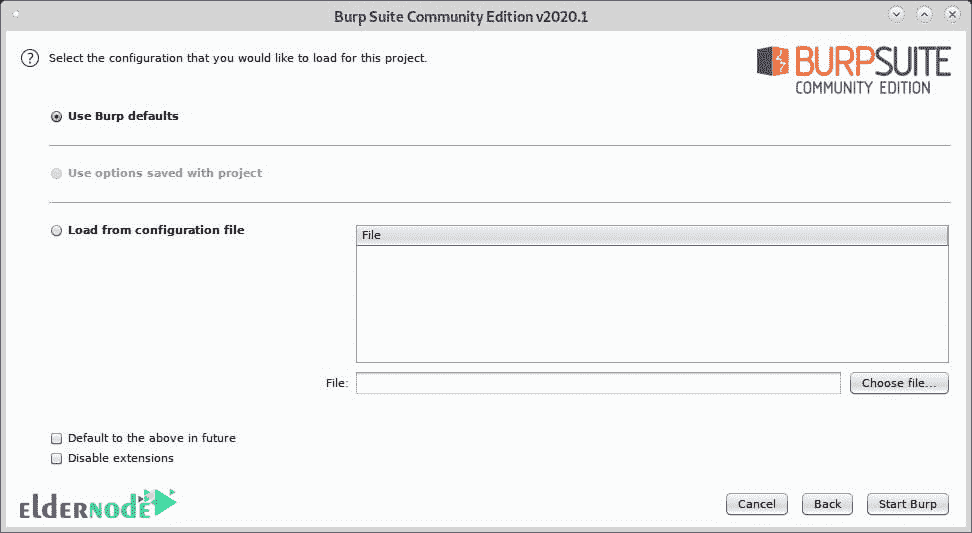 Burp Suite Community Edition v2020.1
? Select the configuration that you would like to load for this project.
BURPSUITE
COMMUNITY EDITION
Use Burp defaults
Use options saved with project
Load from configuration file
File
File:
Choose file...
Default to the above in future
Disable extensions
elderNODE
Cancel Back Start Burp